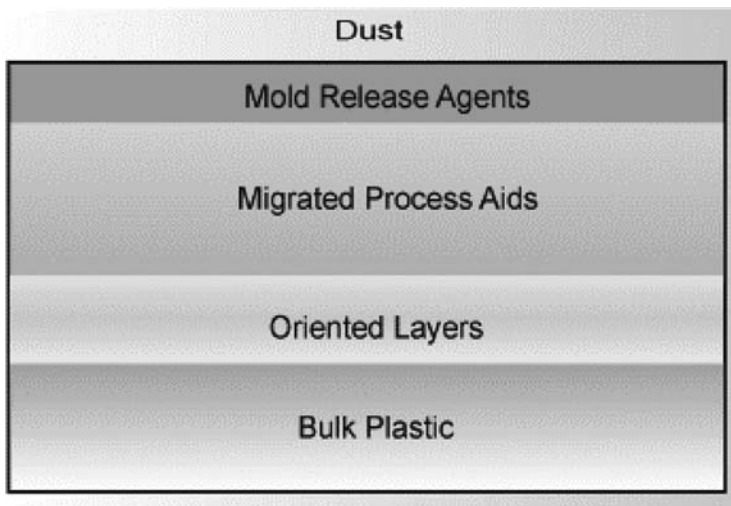 Dust
Mold Release Agents
Migrated Process Aids
Oriented Layers
Bulk Plastic